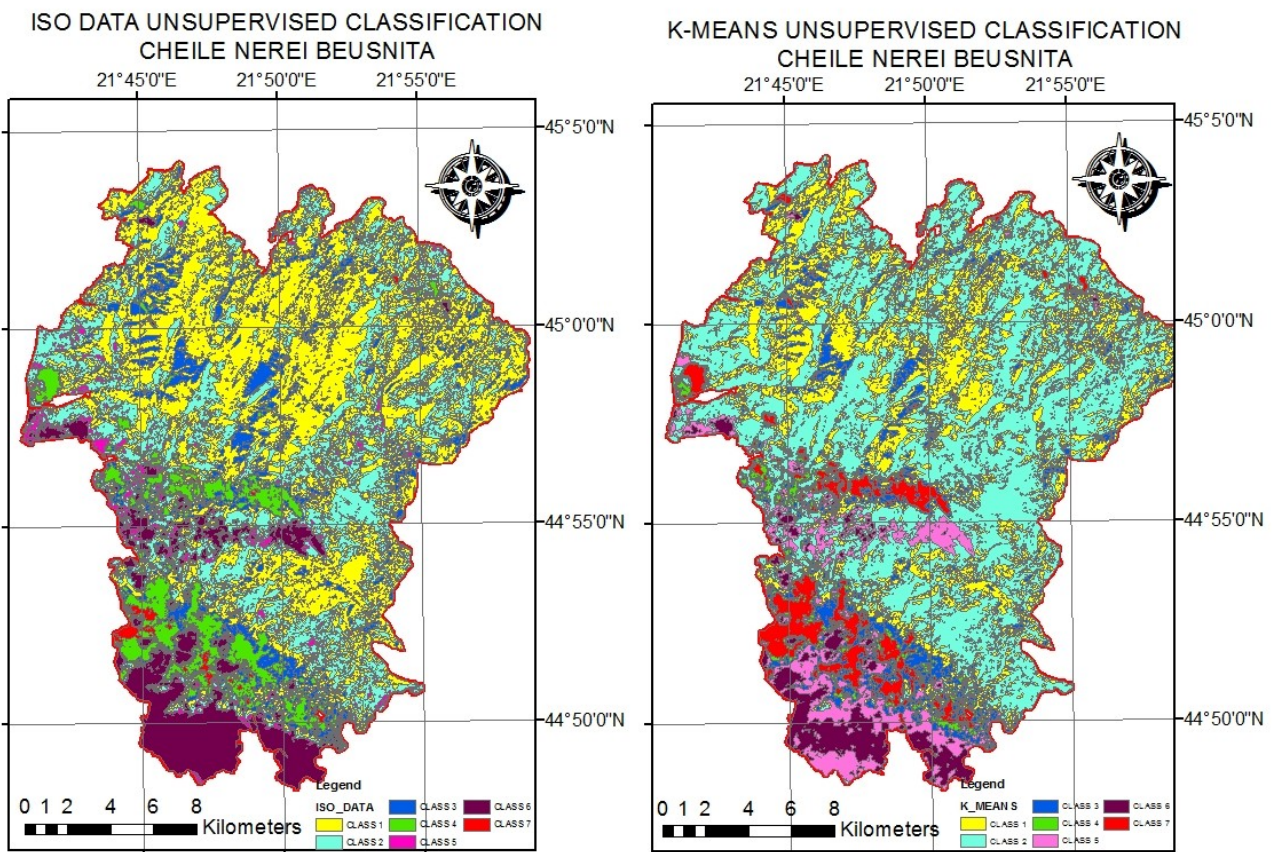 ISO DATA UNSUPERVISED CLASSIFICATION
CHEILE NEREI BEUSNITA
21°45'0"E 21°50'0"E 21°55'0"E
45°5'0"N
45°0'0"N
44°55'0"N
44°50'0"N
Legend
ISO_DATA
CLASS 1
CLASS 2
CLASS 3
CLASS 4
CLASS 5
CLASS 6
CLASS 7
0 1 2 4 6 8
Kilometers
K-MEANS UNSUPERVISED CLASSIFICATION
CHEILE NEREI BEUSNITA
21°45'0"E 21°50'0"E 21°55'0"E
45°5'0"N
45°0'0"N
44°55'0"N
44°50'0"N
Legend
K_MEANS
CLASS 1
CLASS 2
CLASS 3
CLASS 4
CLASS 5
CLASS 6
CLASS 7
0 1 2 4 6 8
Kilometers